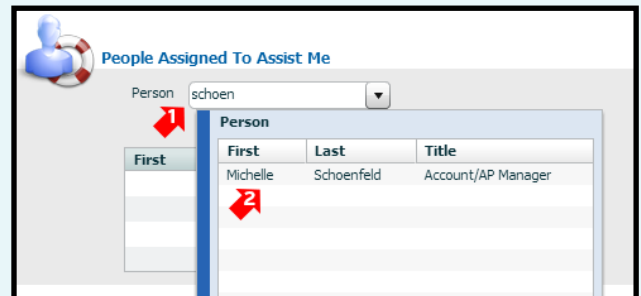 People Assigned To Assist Me
Person schoen
1
Person
First
First Last Title
Michelle Schoenfeld Account/AP Manager
2